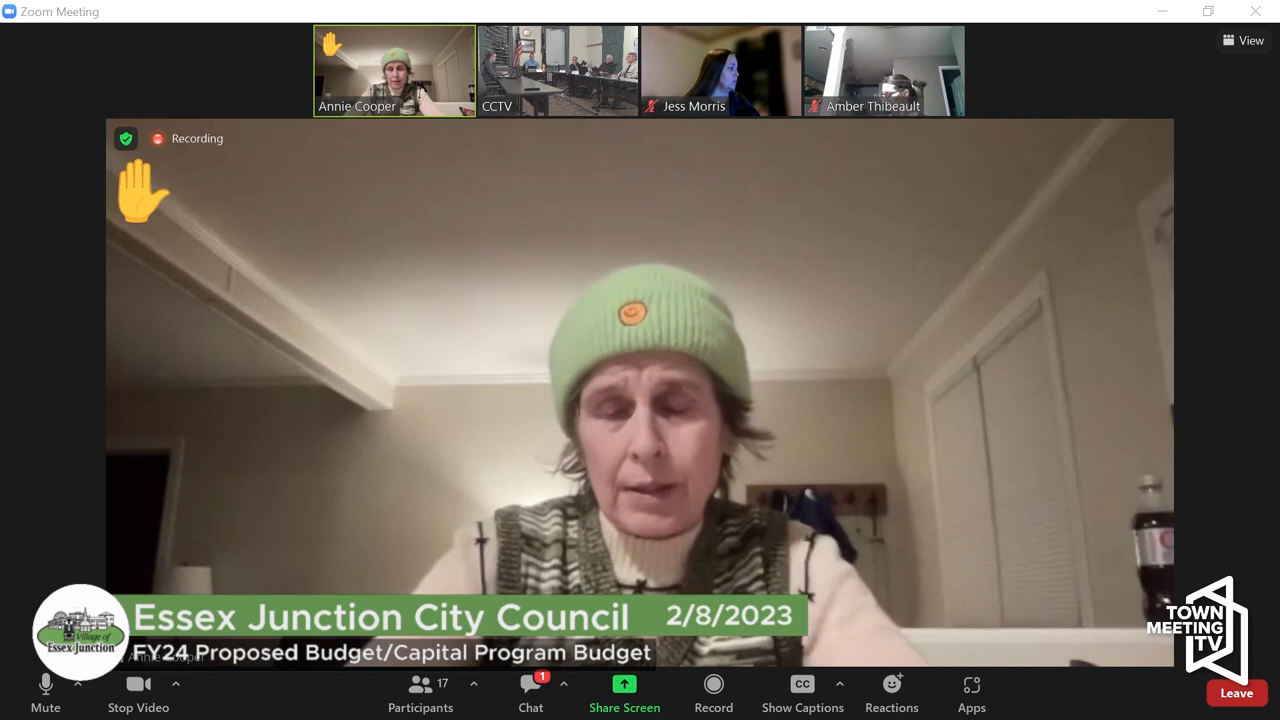 Zoom Meeting
View
Annie Cooper
CCTV
Jess Morris
Amber Thibeault
Recording
Essex Junction City Council 2/8/2023
FY24 Proposed Budget/Capital Program Budget
Village of
Essex Junction
Annie Cooper
TOWN
MEETING
TV
17
1
CC
Mute
Stop Video
Participants
Chat
Share Screen
Record
Show Captions
Reactions
Apps
Leave